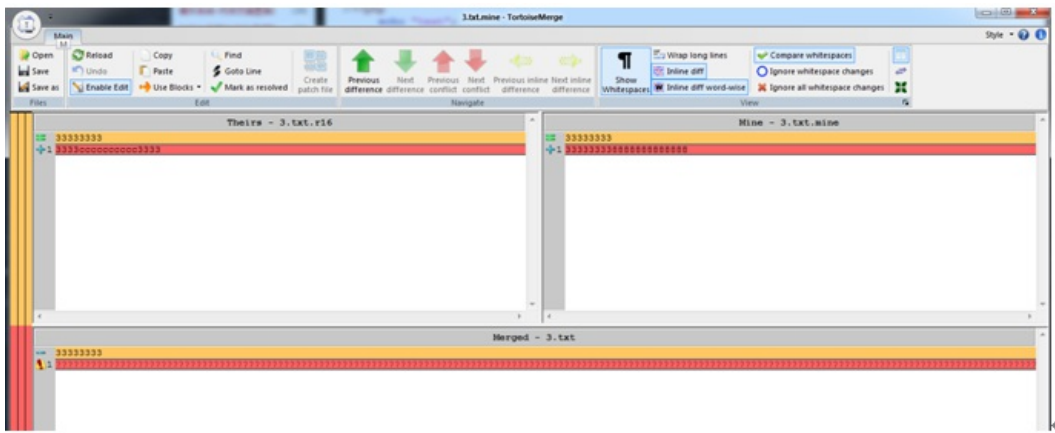 3.txt.mine - TortoiseMerge
Main
M
Style
Open
Save
Save as
Files
Reload
Undo
Enable Edit
Copy
Paste
Use Blocks
Find
Goto Line
Mark as resolved
Create patch file
Edit
Previous difference
Next difference
Previous conflict
Next conflict
Previous inline difference
Next inline difference
Navigate
Show Whitespaces
Wrap long lines
Inline diff
Inline diff word-wise
Compare whitespaces
Ignore whitespace changes
Ignore all whitespace changes
View
Theirs - 3.txt.r16
33333333
1 3333cccccccccc3333
Mine - 3.txt.mine
33333333
1
Merged - 3.txt
33333333
1